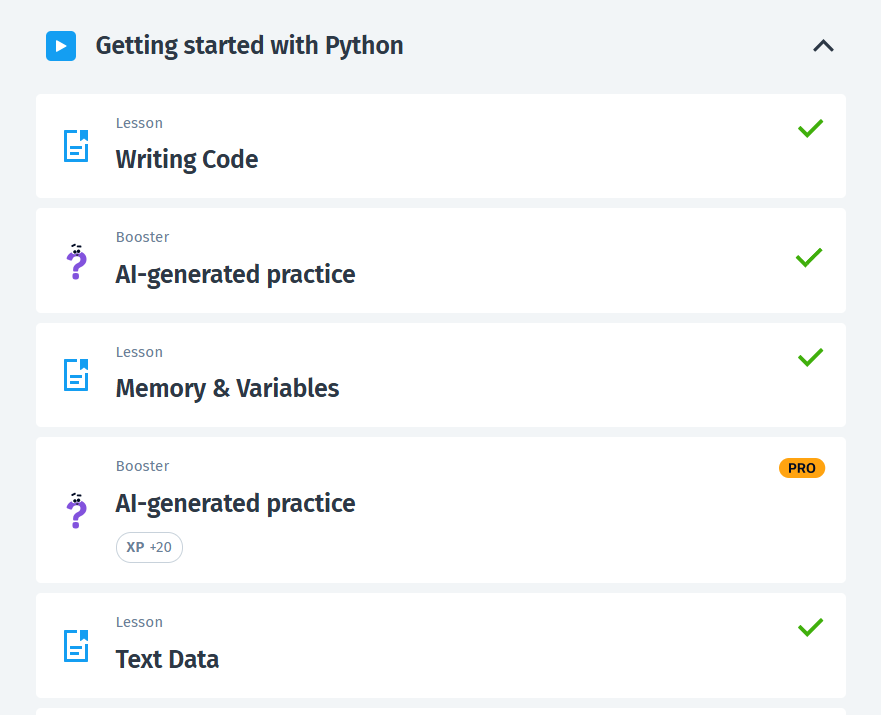 Getting started with Python
Lesson
Writing Code
Booster
AI-generated practice
Lesson
Memory & Variables
Booster
PRO
AI-generated practice
XP +20
Lesson
Text Data